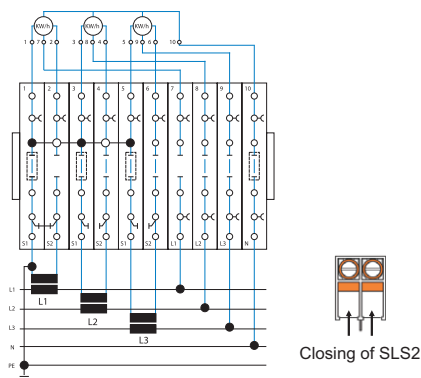 KW/h KW/h KW/h
1 7 2 3 8 4 5 9 6 10
1 2 3 4 5 6 7 8 9 10
S1 S2 S1 S2 S1 S2 L1 L2 L3 N
L1
L1
L2
L2
L3
L3
N
PE
Closing of SLS2